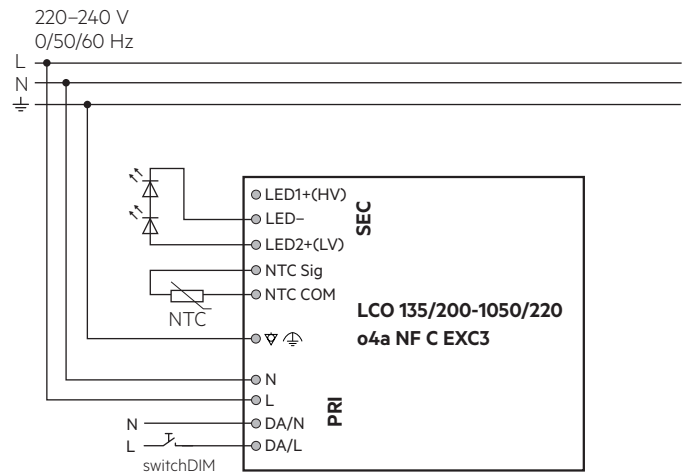 220–240 V
0/50/60 Hz
L
N
LED1+(HV)
LED–
LED2+(LV)
NTC Sig
NTC COM
SEC
NTC
LCO 135/200-1050/220
o4a NF C EXC3
N
L
PRI
N
DA/N
L
DA/L
switchDIM